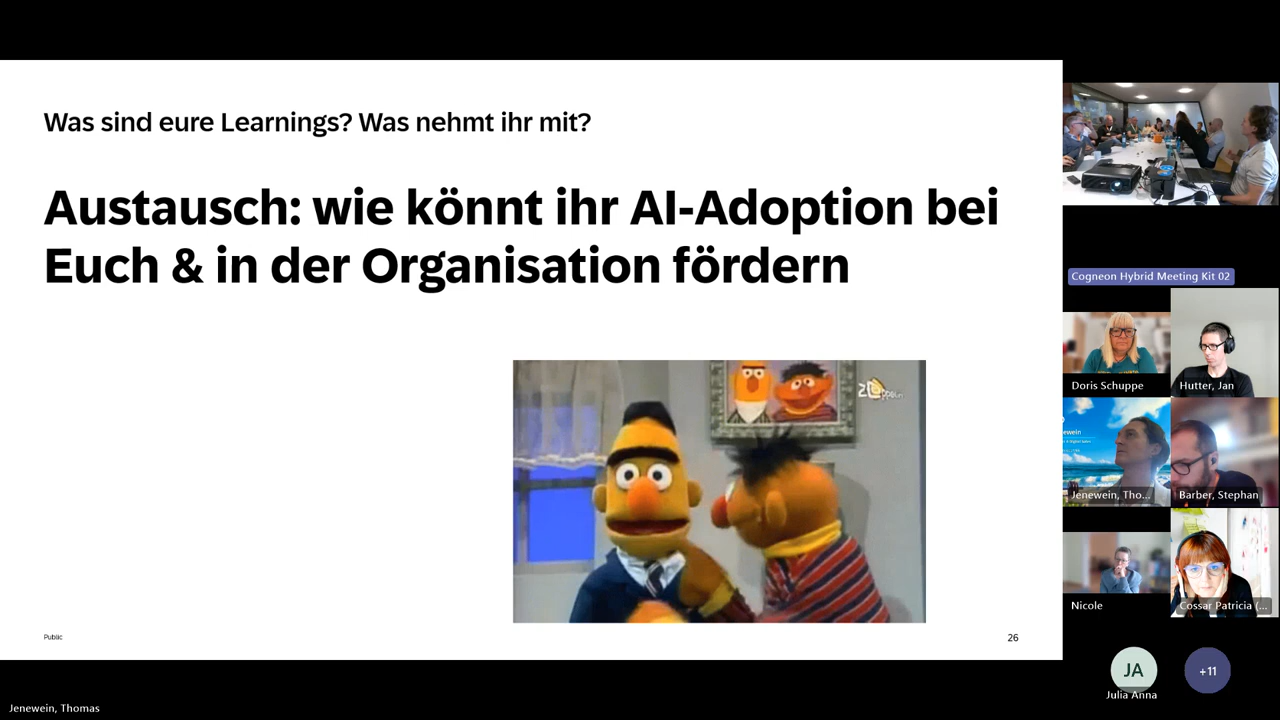 Was sind eure Learnings? Was nehmt ihr mit?
Austausch: wie könnt ihr AI-Adoption bei
Euch & in der Organisation fördern
Public
26
Cogneon Hybrid Meeting Kit 02
Doris Schuppe
Hutter, Jan
Jenewein, Tho...
Barber, Stephan
Nicole
Cossar Patricia (...
JA
Julia Anna
+11
Jenewein, Thomas